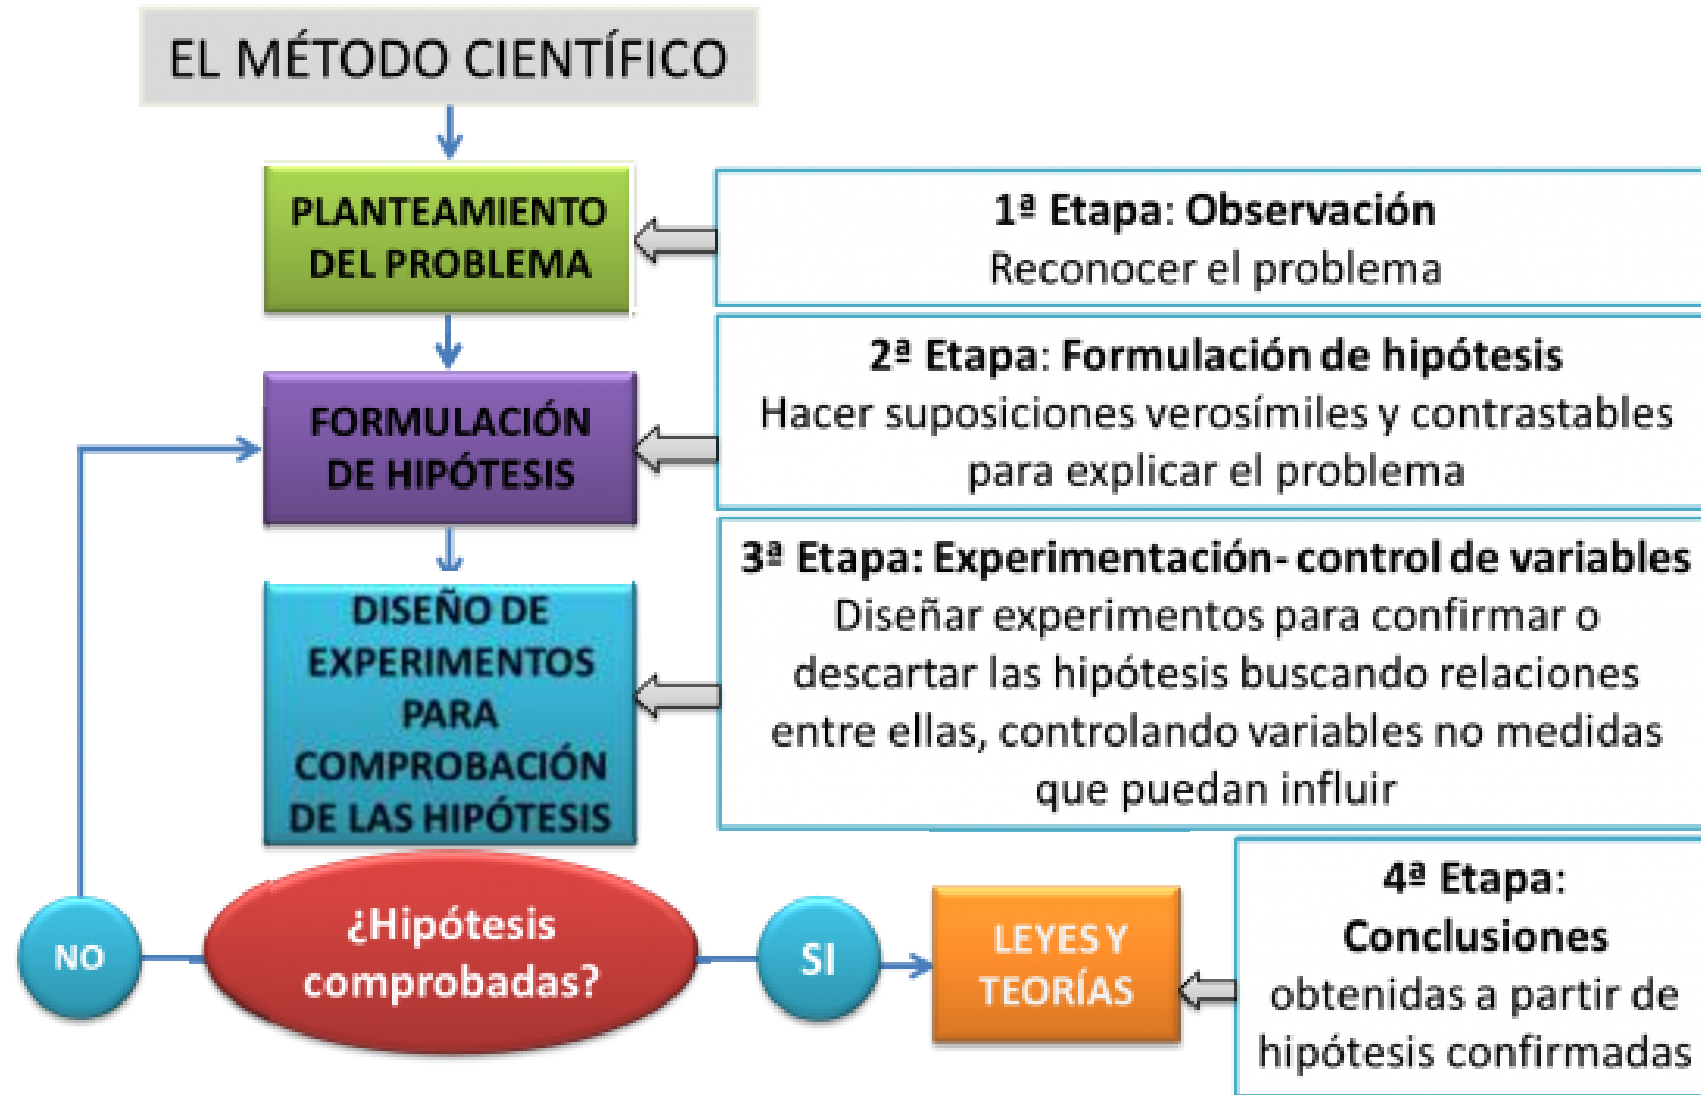 EL MÉTODO CIENTÍFICO
PLANTEAMIENTO
DEL PROBLEMA
1ª Etapa: Observación
Reconocer el problema
FORMULACIÓN
DE HIPÓTESIS
2ª Etapa: Formulación de hipótesis
Hacer suposiciones verosímiles y contrastables
para explicar el problema
DISEÑO DE
EXPERIMENTOS
PARA
COMPROBACIÓN
DE LAS HIPÓTESIS
3ª Etapa: Experimentación- control de variables
Diseñar experimentos para confirmar o
descartar las hipótesis buscando relaciones
entre ellas, controlando variables no medidas
que puedan influir
NO
¿Hipótesis
comprobadas?
SI
LEYES Y
TEORÍAS
4ª Etapa:
Conclusiones
obtenidas a partir de
hipótesis confirmadas